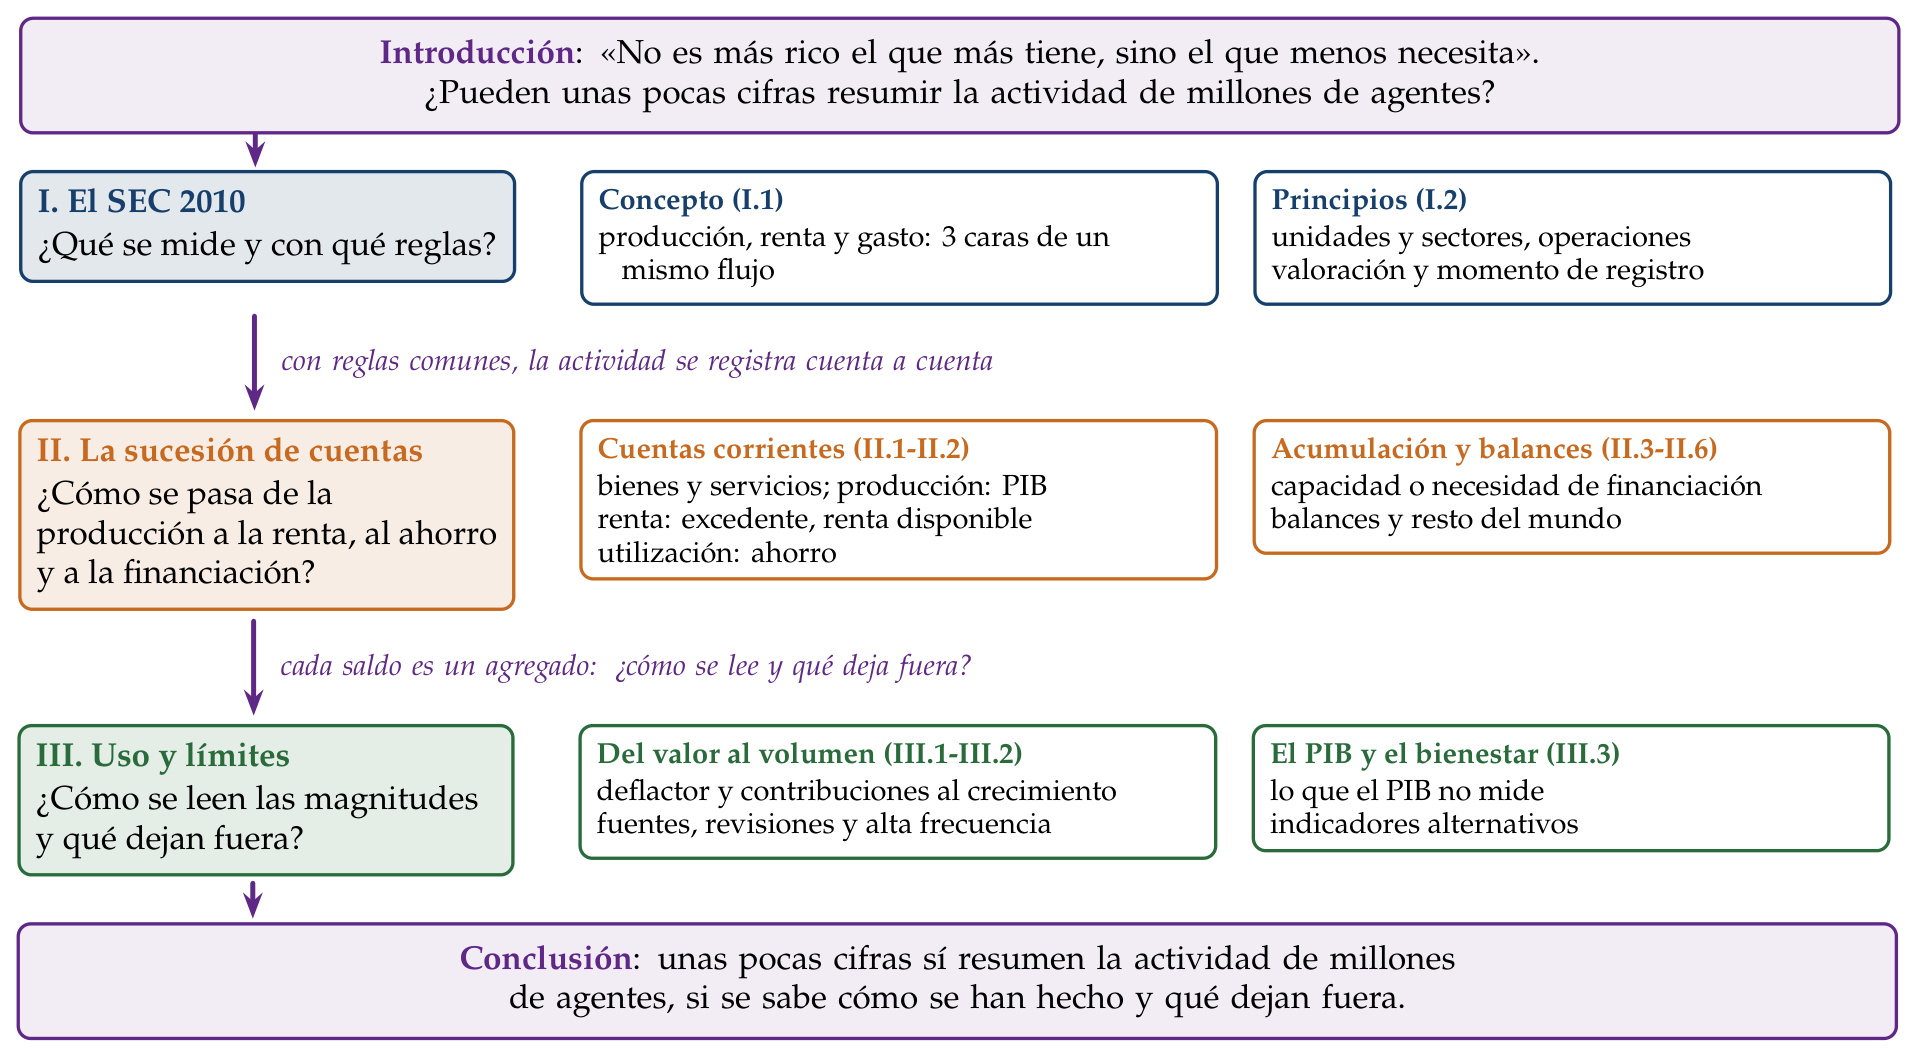 Introducción: «No es más rico el que más tiene, sino el que menos necesita».
¿Pueden unas pocas cifras resumir la actividad de millones de agentes?
I. El SEC 2010
¿Qué se mide y con qué reglas?
Concepto (I.1)
producción, renta y gasto: 3 caras de un
mismo flujo
Principios (I.2)
unidades y sectores, operaciones
valoración y momento de registro
con reglas comunes, la actividad se registra cuenta a cuenta
II. La sucesión de cuentas
¿Cómo se pasa de la
producción a la renta, al ahorro
y a la financiación?
Cuentas corrientes (II.1-II.2)
bienes y servicios; producción: PIB
renta: excedente, renta disponible
utilización: ahorro
Acumulación y balances (II.3-II.6)
capacidad o necesidad de financiación
balances y resto del mundo
cada saldo es un agregado: ¿cómo se lee y qué deja fuera?
III. Uso y límites
¿Cómo se leen las magnitudes
y qué dejan fuera?
Del valor al volumen (III.1-III.2)
deflactor y contribuciones al crecimiento
fuentes, revisiones y alta frecuencia
El PIB y el bienestar (III.3)
lo que el PIB no mide
indicadores alternativos
Conclusión: unas pocas cifras sí resumen la actividad de millones
de agentes, si se sabe cómo se han hecho y qué dejan fuera.